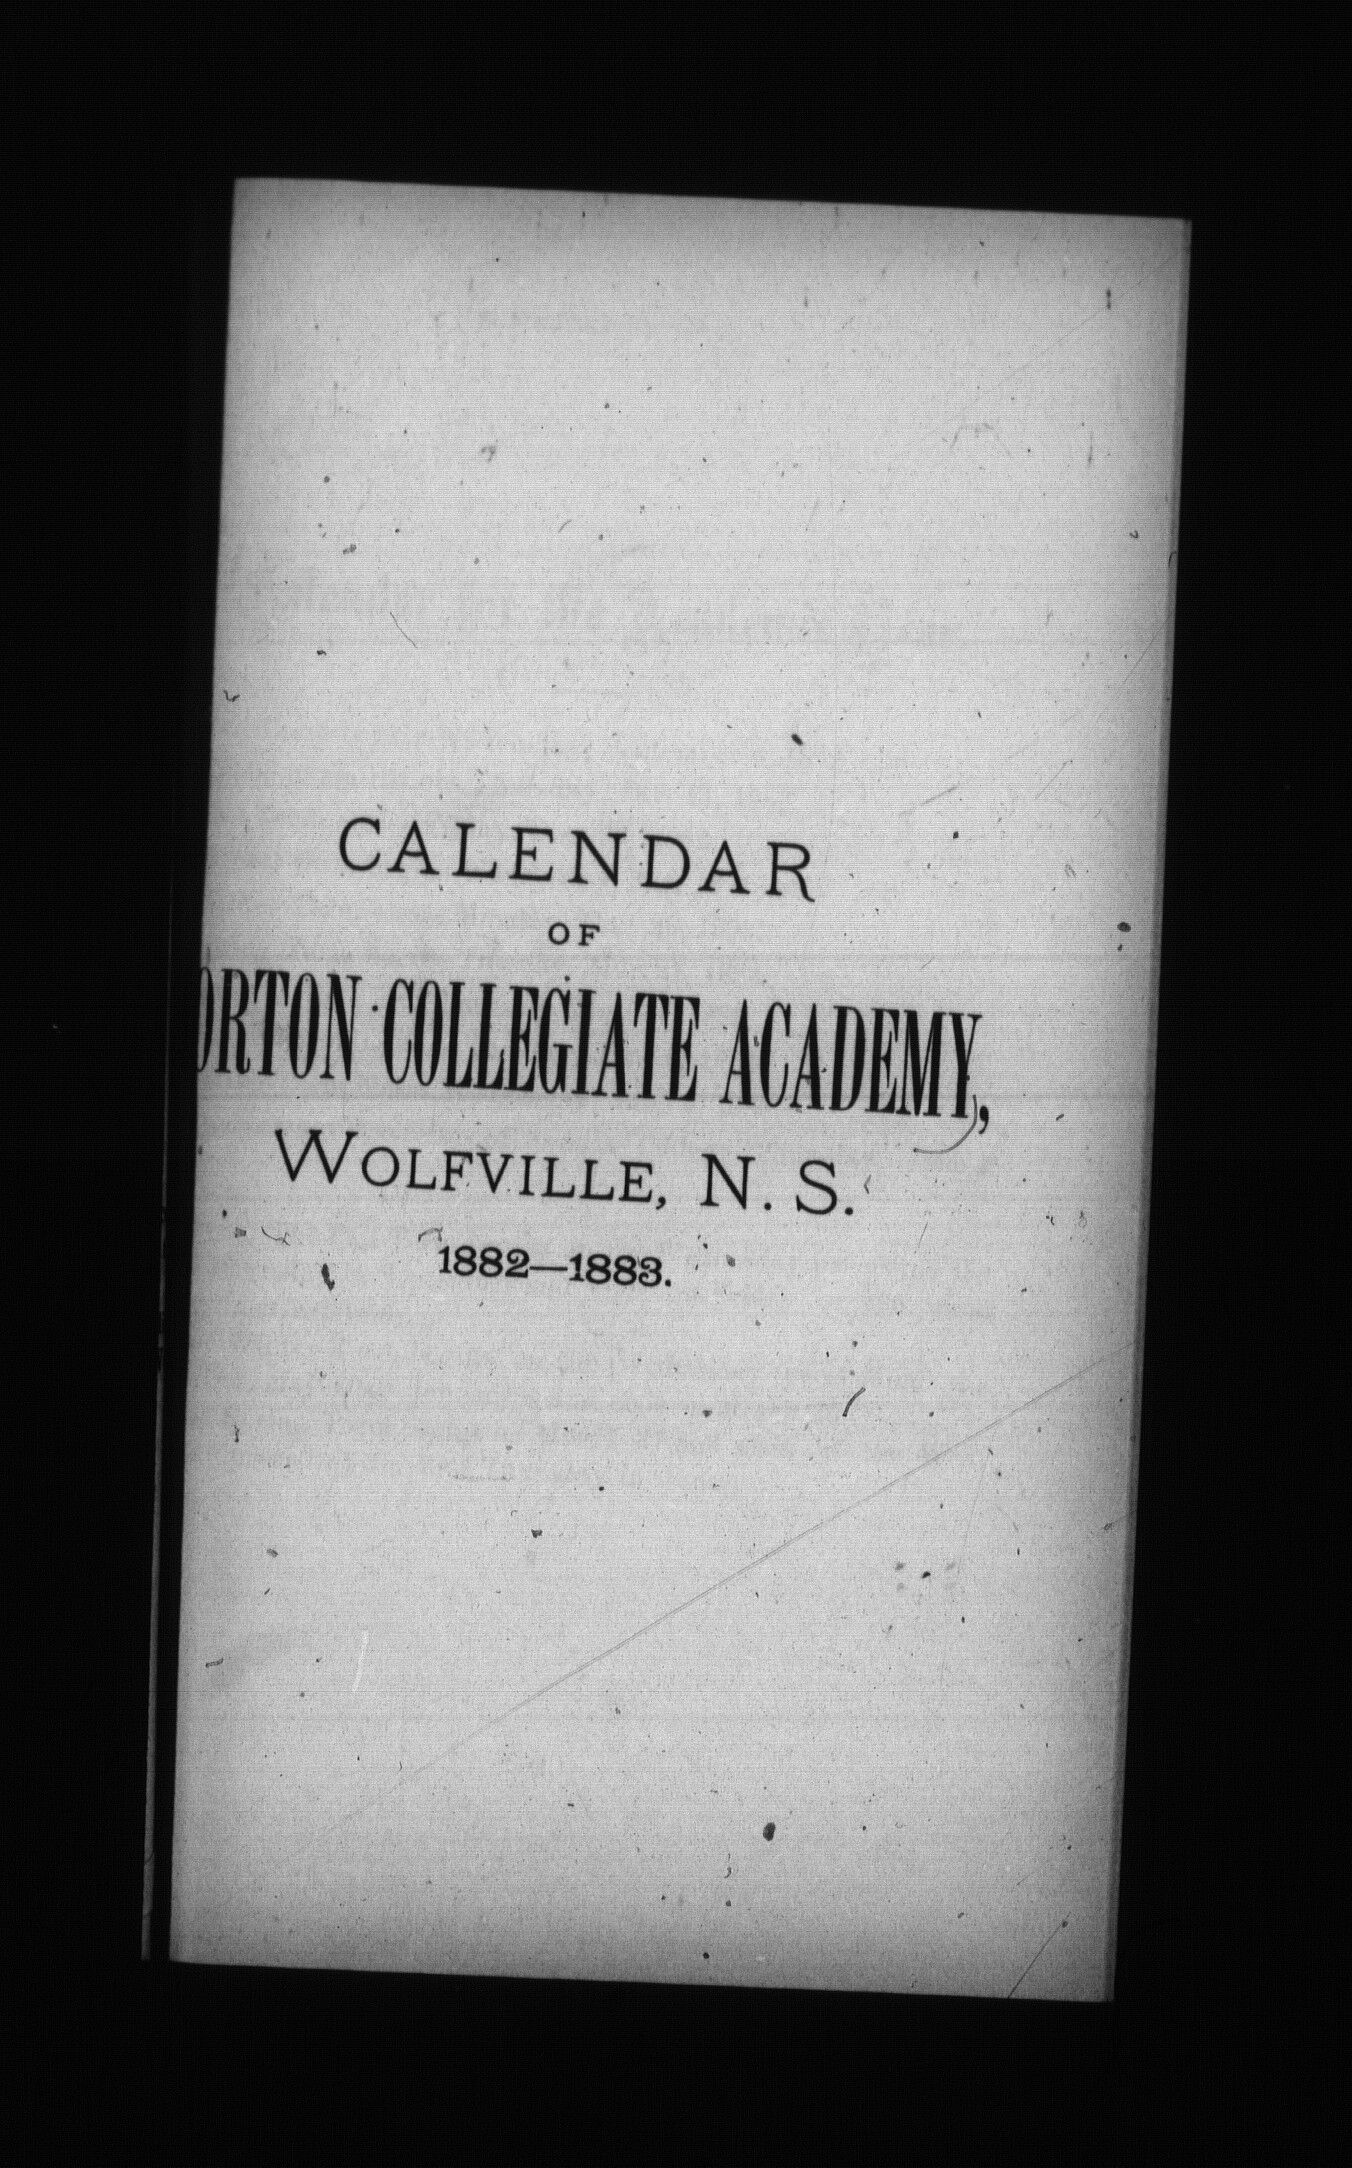 CALENDAR
OF
ORTON COLLEGIATE ACADEMY,
WOLFVILLE, N. S.
1882—1883.